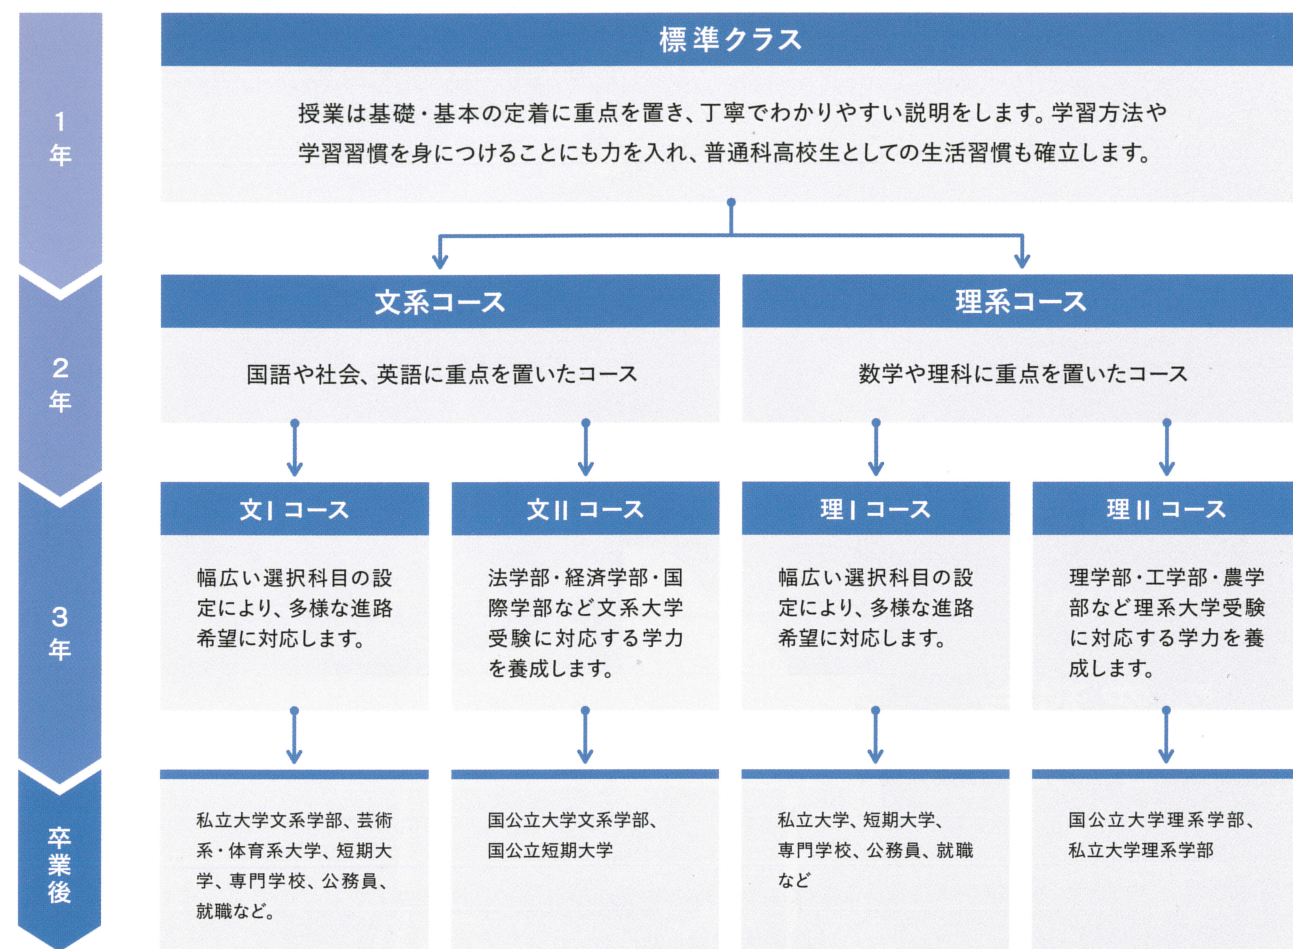 1年
標準クラス
授業は基礎・基本の定着に重点を置き、丁寧でわかりやすい説明をします。学習方法や
学習習慣を身につけることにも力を入れ、普通科高校生としての生活習慣も確立します。
2年
文系コース
国語や社会、英語に重点を置いたコース
理系コース
数学や理科に重点を置いたコース
3年
文I コース
幅広い選択科目の設
定により、多様な進路
希望に対応します。
文II コース
法学部・経済学部・国
際学部など文系大学
受験に対応する学力
を養成します。
理I コース
幅広い選択科目の設
定により、多様な進路
希望に対応します。
理II コース
理学部・工学部・農学
部など理系大学受験
に対応する学力を養
成します。
卒業後
私立大学文系学部、芸術
系・体育系大学、短期大
学、専門学校、公務員、
就職など。
国公立大学文系学部、
国公立短期大学
私立大学、短期大学、
専門学校、公務員、就職
など
国公立大学理系学部、
私立大学理系学部